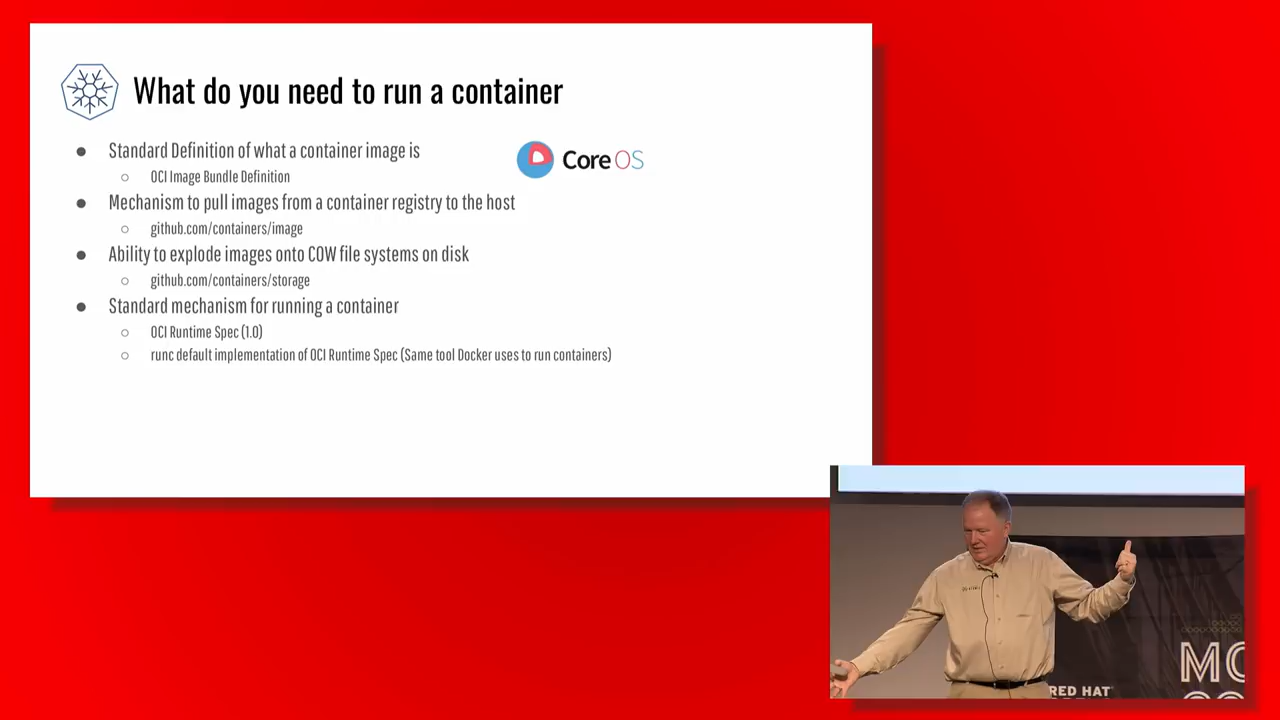 What do you need to run a container
Standard Definition of what a container image is
OCI Image Bundle Definition
Core OS
Mechanism to pull images from a container registry to the host
github.com/containers/image
Ability to explode images onto COW file systems on disk
github.com/containers/storage
Standard mechanism for running a container
OCI Runtime Spec (1.0)
runc default implementation of OCI Runtime Spec (Same tool Docker uses to run containers)
RED HAT